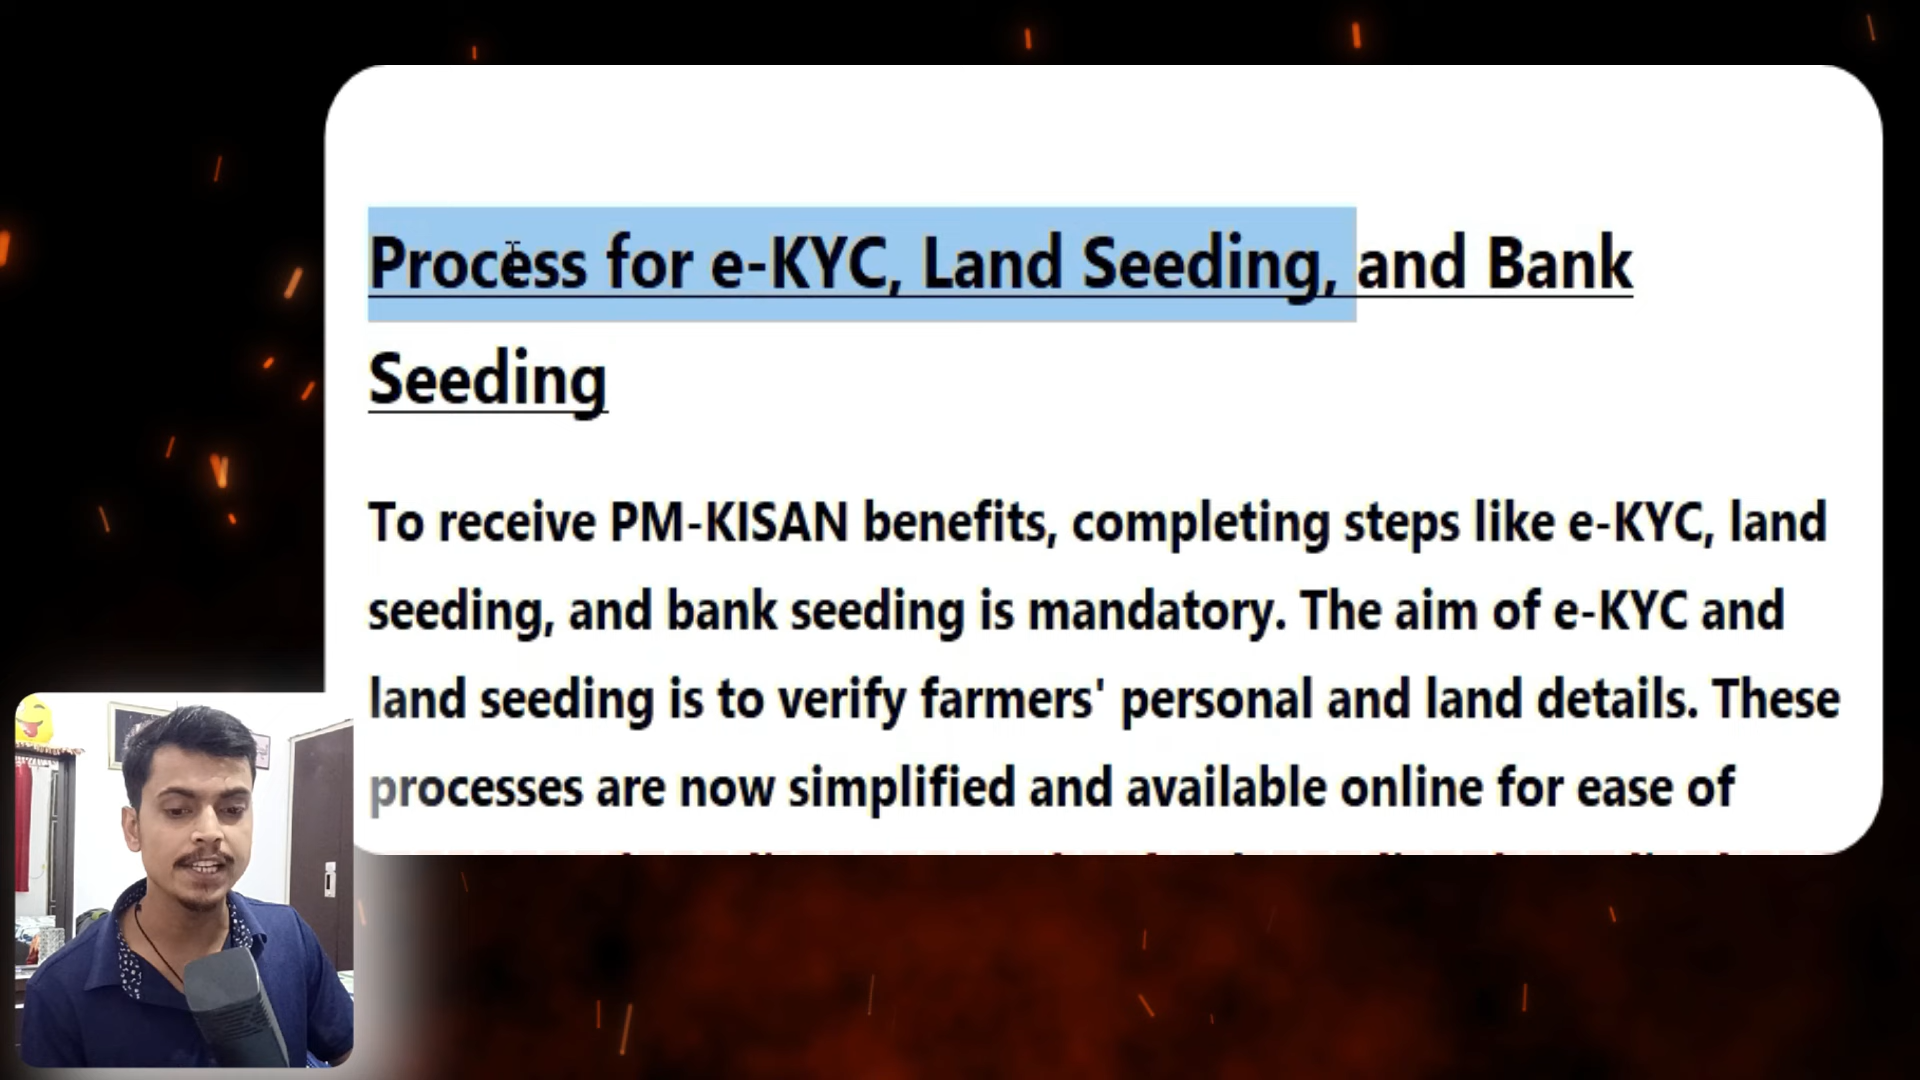 Process for e-KYC, Land Seeding, and Bank
Seeding
To receive PM-KISAN benefits, completing steps like e-KYC, land
seeding, and bank seeding is mandatory. The aim of e-KYC and
land seeding is to verify farmers' personal and land details. These
processes are now simplified and available online for ease of